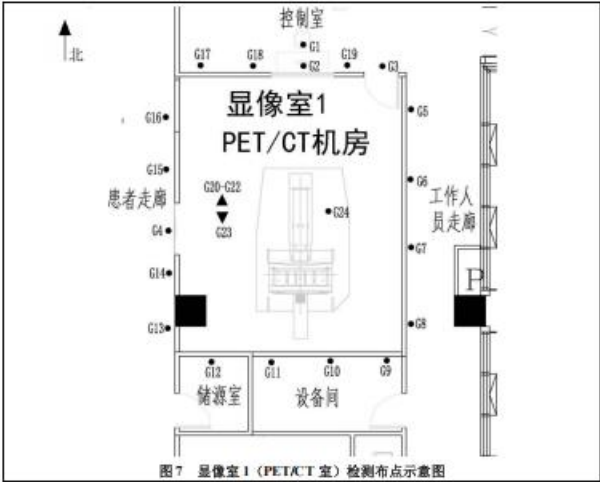 控制室
北
G1
G17
G18
G2
G19
G3
显像室1
PET/CT机房
G16
G5
G15
G20-G22
G6
患者走廊
G24
工作人
员走廊
G4
G23
G7
G14
P
G13
G8
G12
G11
G10
G9
储源室
设备间
图 7 显像室 1（PET/CT 室）检测布点示意图